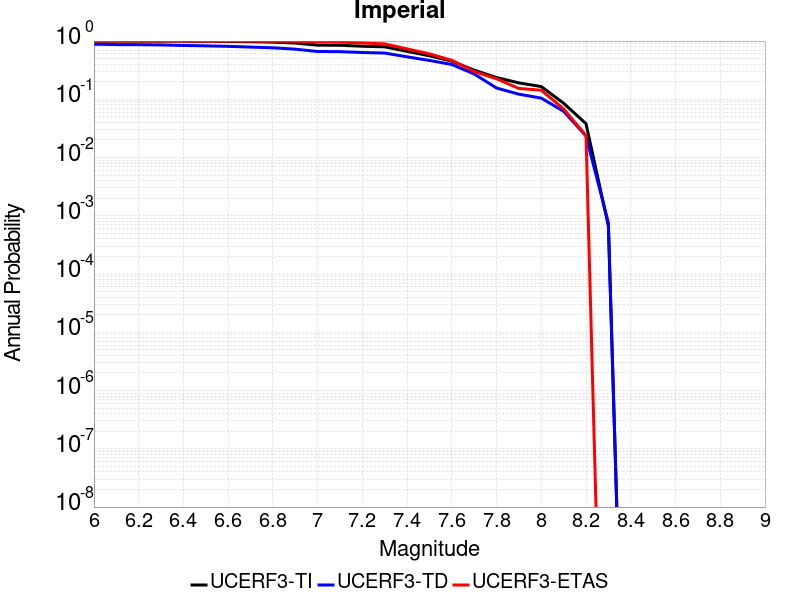 Imperial
10^0
10^-1
10^-2
10^-3
10^-4
10^-5
10^-6
10^-7
10^-8
Annual Probability
6 6.2 6.4 6.6 6.8 7 7.2 7.4 7.6 7.8 8 8.2 8.4 8.6 8.8 9
Magnitude
UCERF3-TI UCERF3-TD UCERF3-ETAS